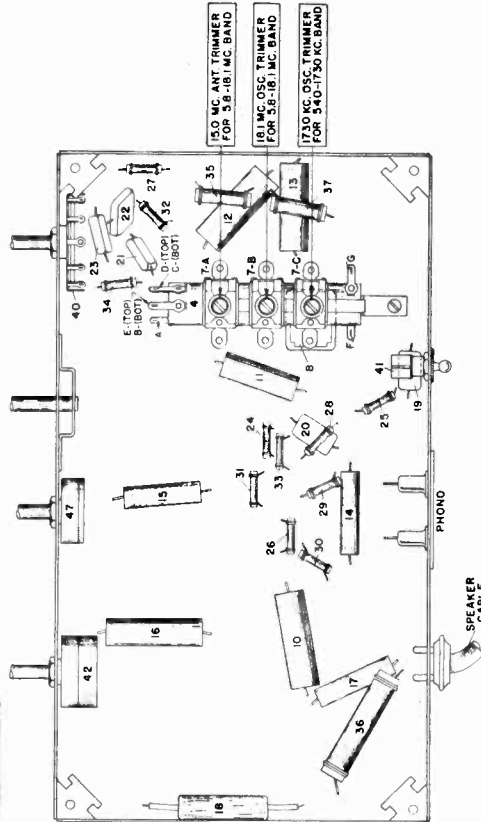 15.0 MC. ANT. TRIMMER
FOR 5.8-18.1 MC. BAND
18.1 MC. OSC. TRIMMER
FOR 5.8-18.1 MC. BAND
1730 KC. OSC. TRIMMER
FOR 540-1730 KC. BAND
40
23
22
27
21
32
34
D-(TOP)
C-(BOT)
E-(TOP)
B-(BOT)
A
4
7-A
7-B
7-C
35
12
13
37
G
F
8
11
47
15
24
31
33
20
28
25
41
19
26
29
30
14
PHONO
42
16
10
17
36
18
SPEAKER
CABLE